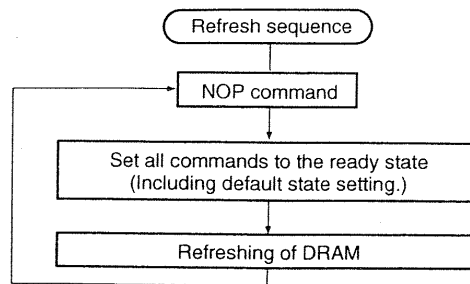 Refresh sequence
NOP command
Set all commands to the ready state
(Including default state setting.)
Refreshing of DRAM